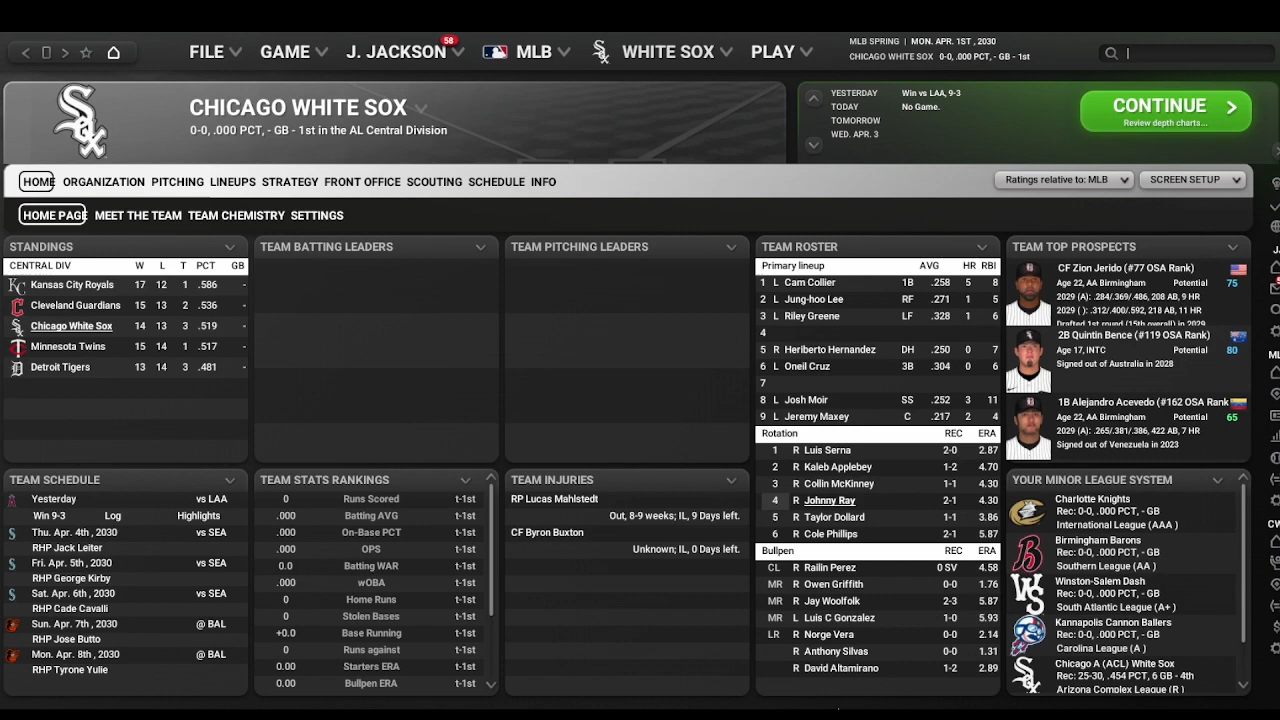 FILE GAME J. JACKSON 58 MLB WHITE SOX PLAY
MLB SPRING | MON. APR. 1ST , 2030
CHICAGO WHITE SOX 0-0, .000 PCT, - GB - 1st
CHICAGO WHITE SOX
0-0, .000 PCT, - GB - 1st in the AL Central Division
YESTERDAY Win vs LAA, 9-3
TODAY No Game.
TOMORROW
WED. APR. 3
CONTINUE
Review depth charts...
HOME ORGANIZATION PITCHING LINEUPS STRATEGY FRONT OFFICE SCOUTING SCHEDULE INFO
Ratings relative to: MLB SCREEN SETUP
HOME PAGE MEET THE TEAM TEAM CHEMISTRY SETTINGS
STANDINGS
CENTRAL DIV W L T PCT GB
Kansas City Royals 17 12 1 .586 -
Cleveland Guardians 15 13 2 .536 -
Chicago White Sox 14 13 3 .519 -
Minnesota Twins 15 14 1 .517 -
Detroit Tigers 13 14 3 .481 -
TEAM BATTING LEADERS
TEAM PITCHING LEADERS
TEAM ROSTER
Primary lineup AVG HR RBI
1 L Cam Collier 1B .258 5 8
2 L Jung-hoo Lee RF .271 1 5
3 L Riley Greene LF .328 1 6
4
5 R Heriberto Hernandez DH .250 0 7
6 L Oneil Cruz 3B .304 0 6
7
8 L Josh Moir SS .252 3 11
9 L Jeremy Maxey C .217 2 4
Rotation REC ERA
1 R Luis Serna 2-0 2.87
2 R Kaleb Applebey 1-2 4.70
3 R Collin McKinney 1-1 4.30
4 R Johnny Ray 2-1 4.30
5 R Taylor Dollard 1-1 3.86
6 R Cole Phillips 2-1 5.87
Bullpen REC ERA
CL R Railin Perez 0 SV 4.58
MR R Owen Griffith 0-0 1.76
MR R Jay Woolfolk 2-3 5.87
MR L Luis C Gonzalez 1-0 5.93
LR R Norge Vera 0-0 2.14
R Anthony Silvas 0-0 1.31
R David Altamirano 1-2 2.89
TEAM TOP PROSPECTS
CF Zion Jerido (#77 OSA Rank)
Age 22, AA Birmingham Potential 75
2029 (A): .284/.369/.486, 208 AB, 9 HR
2029 ( ): .312/.400/.592, 218 AB, 11 HR
Drafted 1st round (15th overall) in 2029
2B Quintin Bence (#119 OSA Rank)
Age 17, INTC Potential 80
Signed out of Australia in 2028
1B Alejandro Acevedo (#162 OSA Rank
Age 22, AA Birmingham Potential 65
2029 (A): .265/.381/.386, 422 AB, 7 HR
Signed out of Venezuela in 2023
TEAM SCHEDULE
Yesterday vs LAA
Win 9-3 Log Highlights
Thu. Apr. 4th , 2030 vs SEA
RHP Jack Leiter
Fri. Apr. 5th , 2030 vs SEA
RHP George Kirby
Sat. Apr. 6th , 2030 vs SEA
RHP Cade Cavalli
Sun. Apr. 7th , 2030 @ BAL
RHP Jose Butto
Mon. Apr. 8th , 2030 @ BAL
RHP Tyrone Yulie
TEAM STATS RANKINGS
0 Runs Scored t-1st
.000 Batting AVG t-1st
.000 On-Base PCT t-1st
.000 OPS t-1st
0.0 Batting WAR t-1st
.000 wOBA t-1st
0 Home Runs t-1st
0 Stolen Bases t-1st
+0.0 Base Running t-1st
0 Runs against t-1st
0.00 Starters ERA t-1st
0.00 Bullpen ERA t-1st
TEAM INJURIES
RP Lucas Mahlstedt
Out, 8-9 weeks; IL, 9 Days left.
CF Byron Buxton
Unknown; IL, 0 Days left.
YOUR MINOR LEAGUE SYSTEM
Charlotte Knights
Rec: 0-0, .000 PCT, - GB
International League (AAA )
Birmingham Barons
Rec: 0-0, .000 PCT, - GB
Southern League (AA )
Winston-Salem Dash
Rec: 0-0, .000 PCT, - GB
South Atlantic League (A+ )
Kannapolis Cannon Ballers
Rec: 0-0, .000 PCT, - GB
Carolina League (A )
Chicago A (ACL) White Sox
Rec: 25-30, .454 PCT, 6 GB - 4th
Arizona Complex League (R )